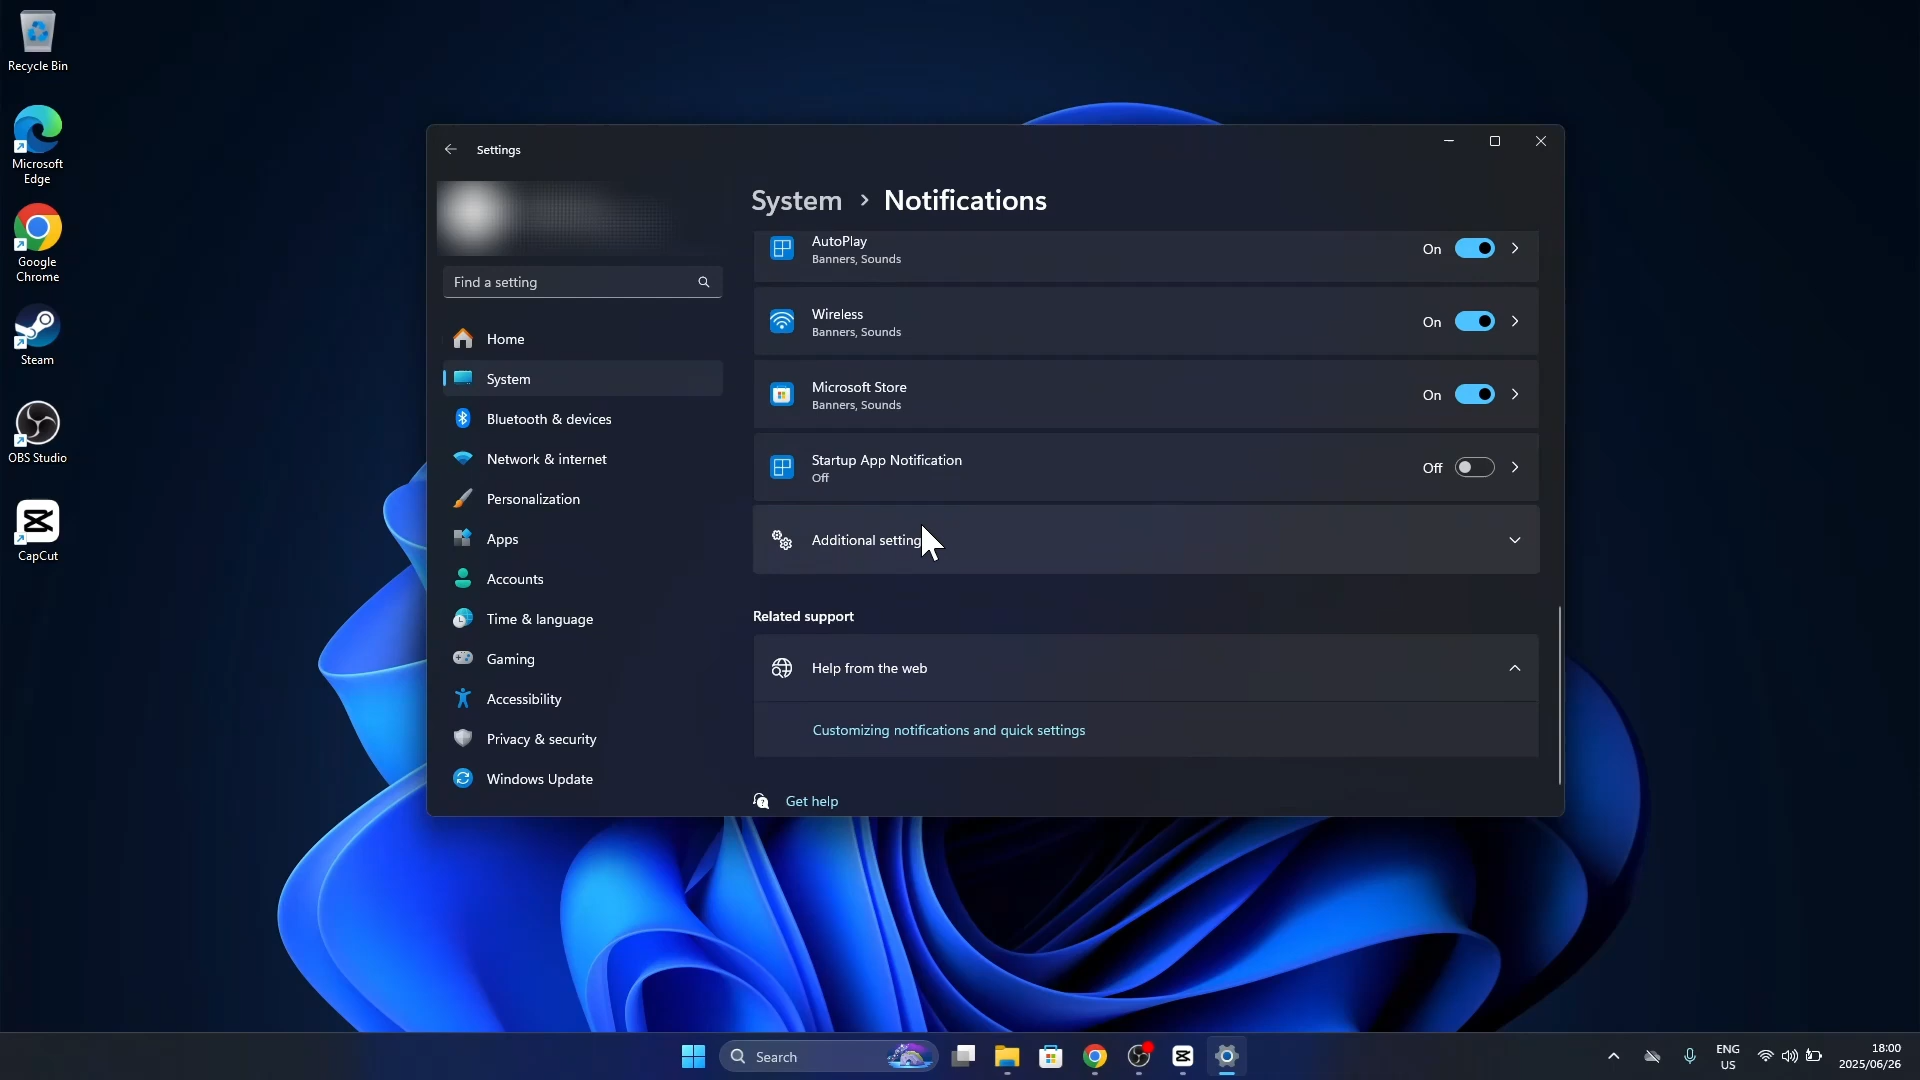 Recycle Bin
Microsoft
Edge
Google
Chrome
Steam
OBS Studio
CapCut
Settings
Find a setting
Home
System
Bluetooth & devices
Network & internet
Personalization
Apps
Accounts
Time & language
Gaming
Accessibility
Privacy & security
Windows Update
System > Notifications
AutoPlay
Banners, Sounds
On
Wireless
Banners, Sounds
On
Microsoft Store
Banners, Sounds
On
Startup App Notification
Off
Off
Additional setting
Related support
Help from the web
Customizing notifications and quick settings
Get help
Search
ENG
US
18:00
2025/06/26